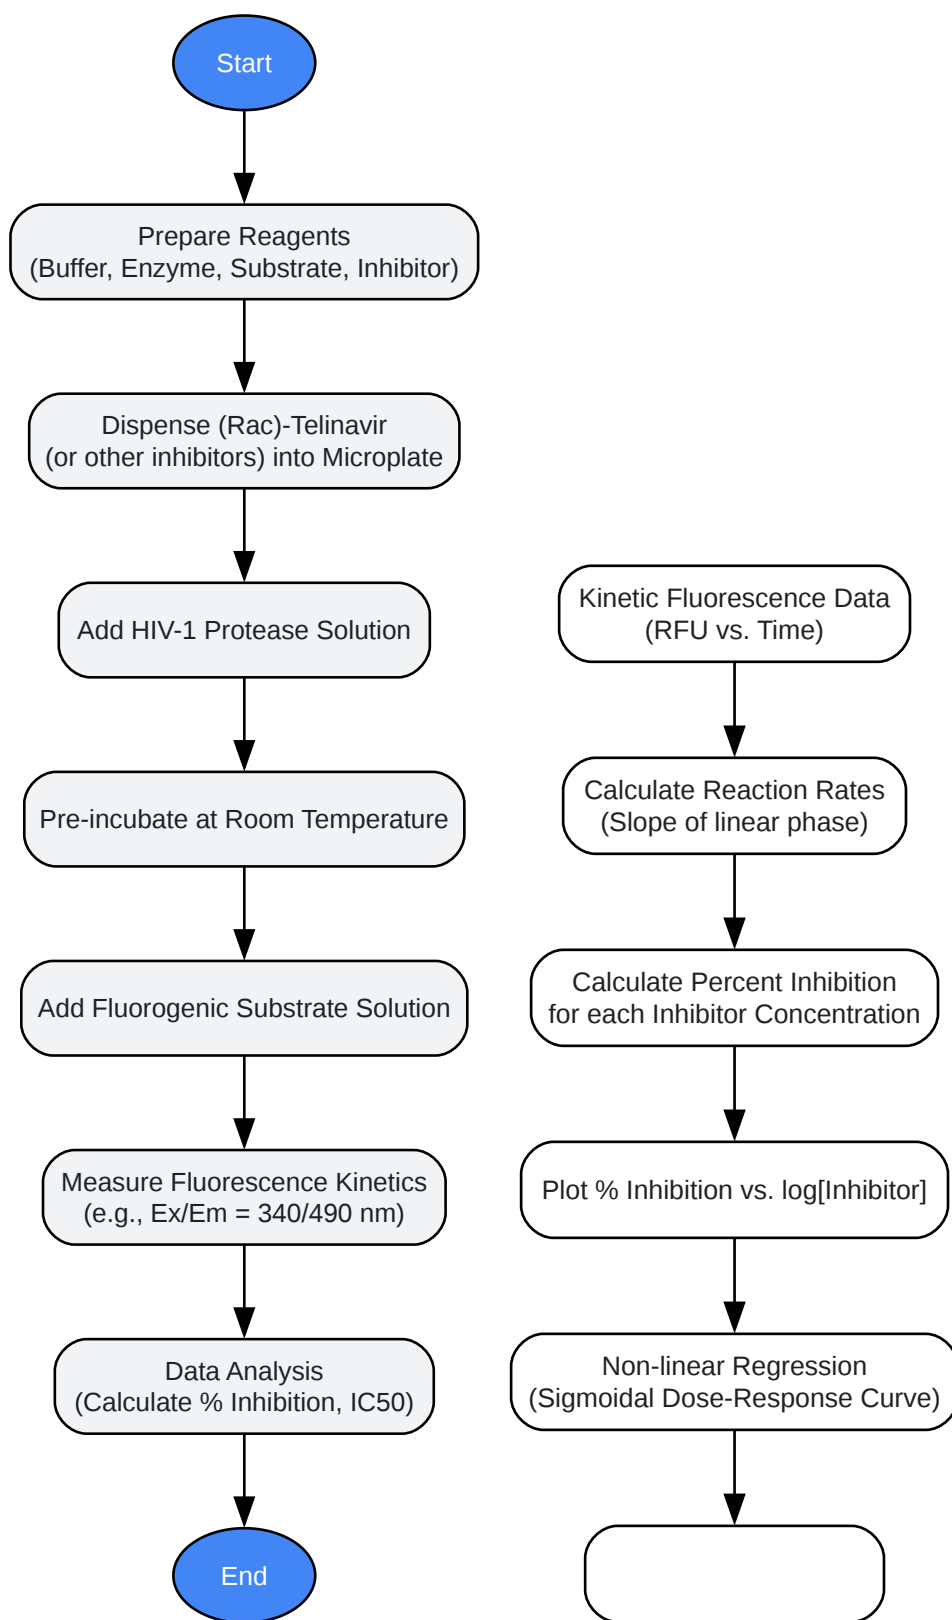 Start
Prepare Reagents
(Buffer, Enzyme, Substrate, Inhibitor)
Dispense (Rac)-Telinavir
(or other inhibitors) into Microplate
Add HIV-1 Protease Solution
Pre-incubate at Room Temperature
Add Fluorogenic Substrate Solution
Measure Fluorescence Kinetics
(e.g., Ex/Em = 340/490 nm)
Data Analysis
(Calculate % Inhibition, IC50)
End
Kinetic Fluorescence Data
(RFU vs. Time)
Calculate Reaction Rates
(Slope of linear phase)
Calculate Percent Inhibition
for each Inhibitor Concentration
Plot % Inhibition vs. log[Inhibitor]
Non-linear Regression
(Sigmoidal Dose-Response Curve)